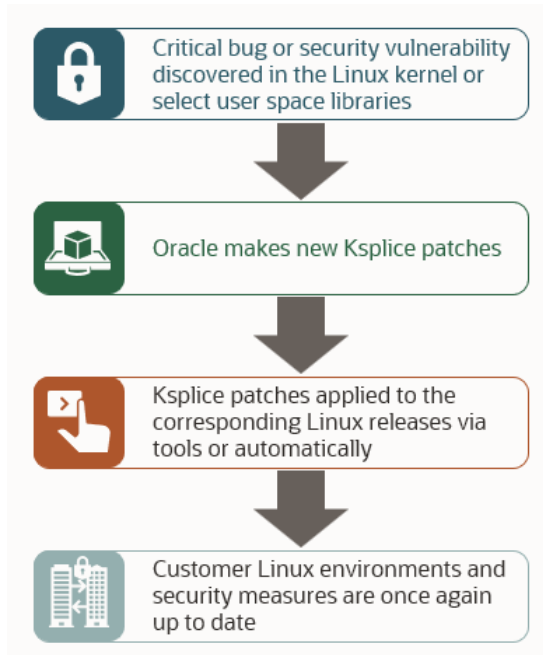 Critical bug or security vulnerability
discovered in the Linux kernel or
select user space libraries
Oracle makes new Ksplice patches
Ksplice patches applied to the
corresponding Linux releases via
tools or automatically
Customer Linux environments and
security measures are once again
up to date